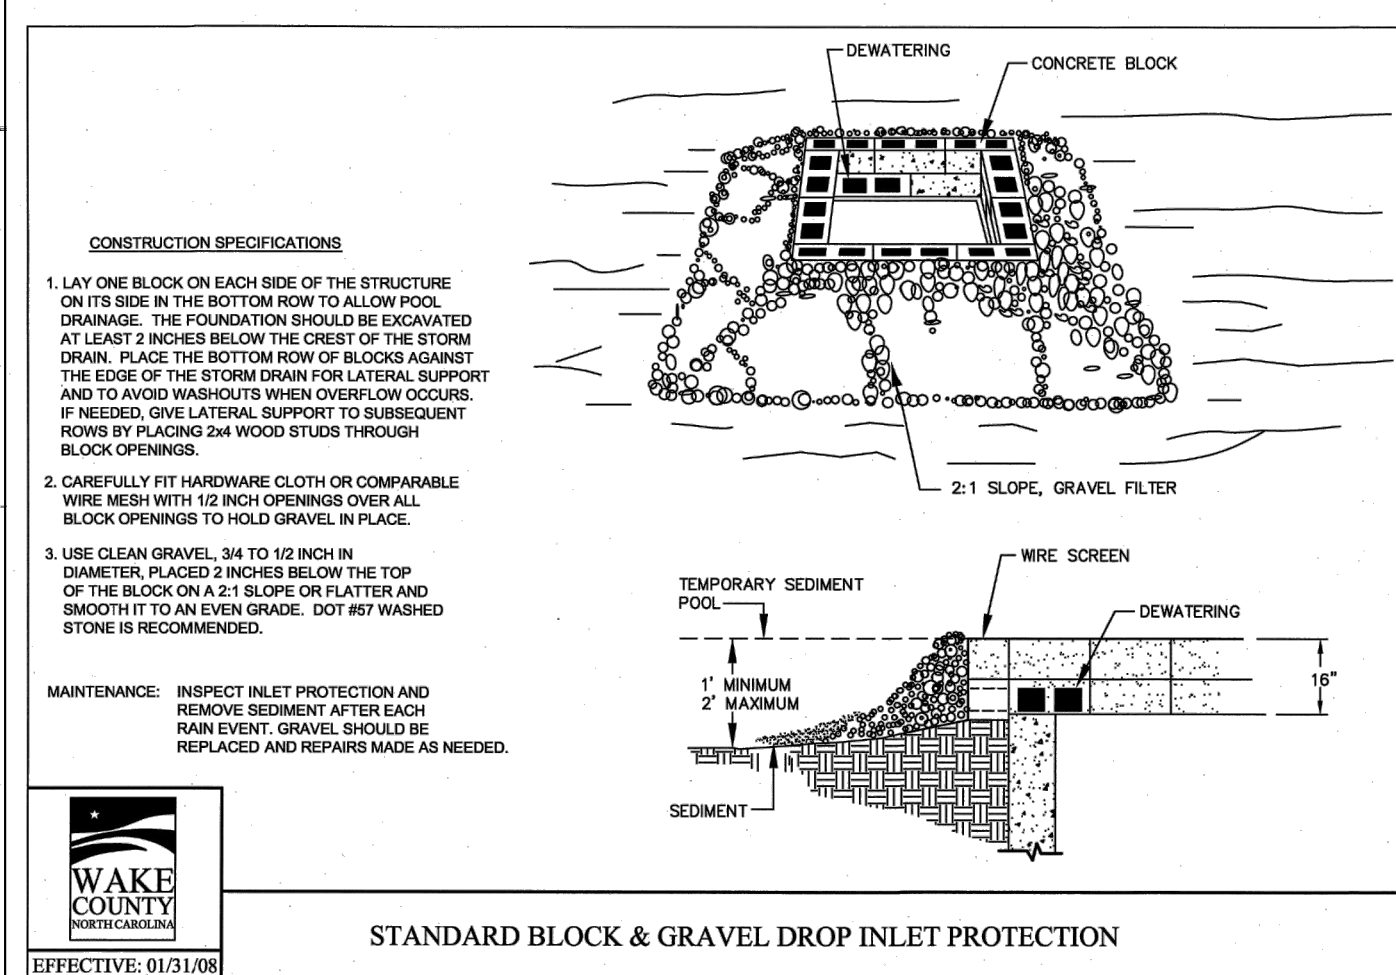 DEWATERING
CONCRETE BLOCK
CONSTRUCTION SPECIFICATIONS
1. LAY ONE BLOCK ON EACH SIDE OF THE STRUCTURE
ON ITS SIDE IN THE BOTTOM ROW TO ALLOW POOL
DRAINAGE. THE FOUNDATION SHOULD BE EXCAVATED
AT LEAST 2 INCHES BELOW THE CREST OF THE STORM
DRAIN. PLACE THE BOTTOM ROW OF BLOCKS AGAINST
THE EDGE OF THE STORM DRAIN FOR LATERAL SUPPORT
AND TO AVOID WASHOUTS WHEN OVERFLOW OCCURS.
IF NEEDED, GIVE LATERAL SUPPORT TO SUBSEQUENT
ROWS BY PLACING 2x4 WOOD STUDS THROUGH
BLOCK OPENINGS.
2. CAREFULLY FIT HARDWARE CLOTH OR COMPARABLE
WIRE MESH WITH 1/2 INCH OPENINGS OVER ALL
BLOCK OPENINGS TO HOLD GRAVEL IN PLACE.
3. USE CLEAN GRAVEL, 3/4 TO 1/2 INCH IN
DIAMETER, PLACED 2 INCHES BELOW THE TOP
OF THE BLOCK ON A 2:1 SLOPE OR FLATTER AND
SMOOTH IT TO AN EVEN GRADE. DOT #57 WASHED
STONE IS RECOMMENDED.
MAINTENANCE: INSPECT INLET PROTECTION AND
REMOVE SEDIMENT AFTER EACH
RAIN EVENT. GRAVEL SHOULD BE
REPLACED AND REPAIRS MADE AS NEEDED.
2:1 SLOPE, GRAVEL FILTER
WIRE SCREEN
TEMPORARY SEDIMENT
POOL
DEWATERING
1' MINIMUM
2' MAXIMUM
16"
SEDIMENT
WAKE
COUNTY
NORTH CAROLINA
EFFECTIVE: 01/31/08
STANDARD BLOCK & GRAVEL DROP INLET PROTECTION